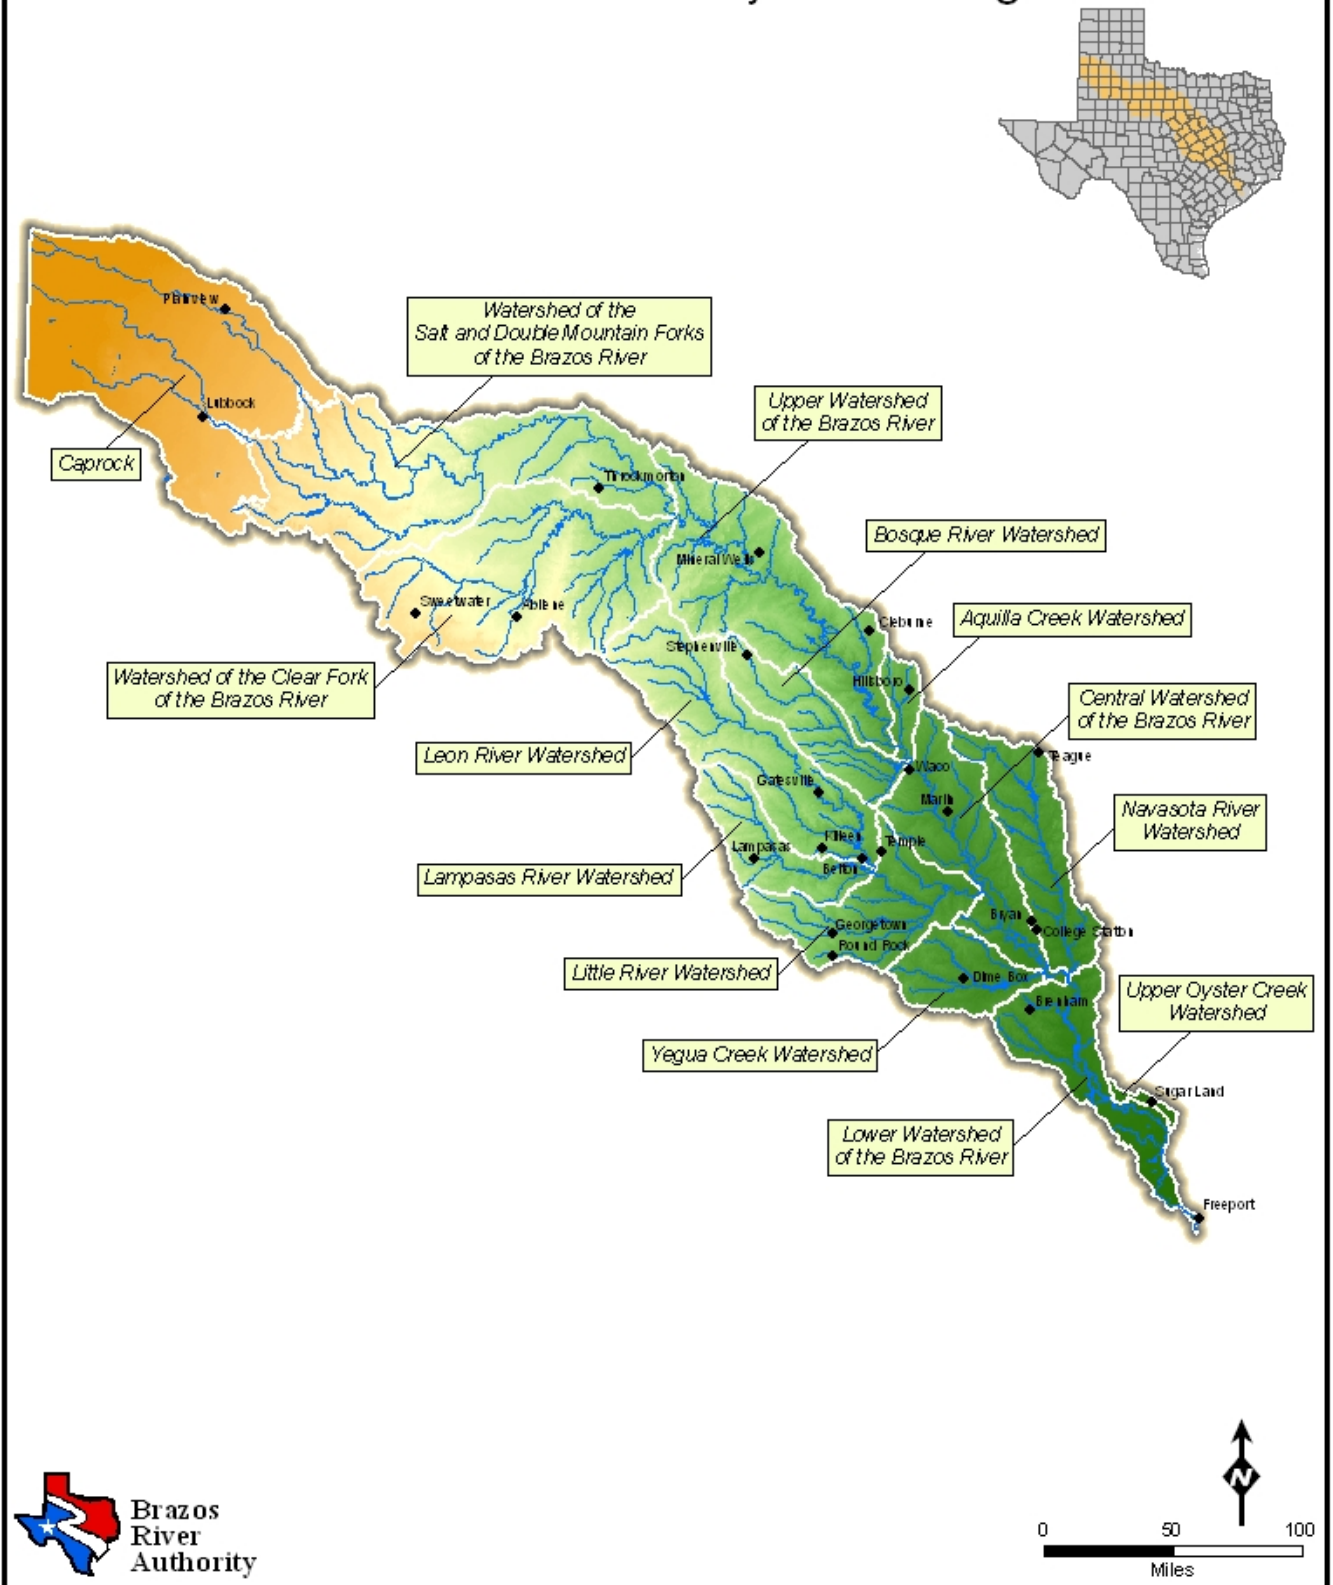 Plainview
Watershed of the
Salt and Double Mountain Forks
of the Brazos River
Lubbock
Upper Watershed
of the Brazos River
Caprock
Throckmorton
Bosque River Watershed
Mineral Wells
Sweetwater
Abilene
Cleburne
Aquilla Creek Watershed
Stephenville
Watershed of the Clear Fork
of the Brazos River
Hillsboro
Central Watershed
of the Brazos River
Leon River Watershed
Waco
Teague
Gatesville
Marlin
Navasota River
Watershed
Killeen
Temple
Lampasas
Belton
Lampasas River Watershed
Bryan
College Station
Georgetown
Round Rock
Little River Watershed
Dime Box
Brenham
Upper Oyster Creek
Watershed
Yegua Creek Watershed
Sugar Land
Lower Watershed
of the Brazos River
Freeport
N
Brazos
River
Authority
0 50 100
Miles